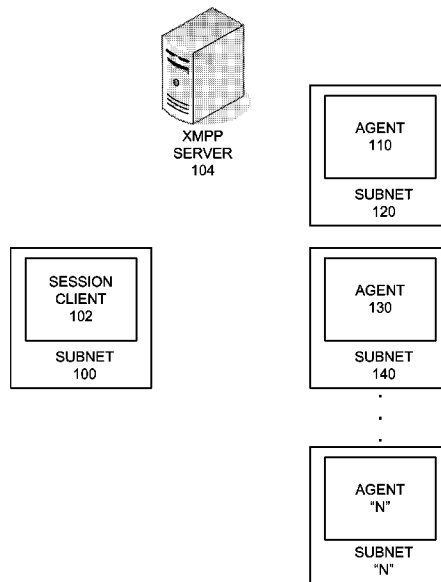 XMPP
SERVER
104
AGENT
110
SUBNET
120
SESSION
CLIENT
102
SUBNET
100
AGENT
130
SUBNET
140
AGENT
"N"
SUBNET
"N"